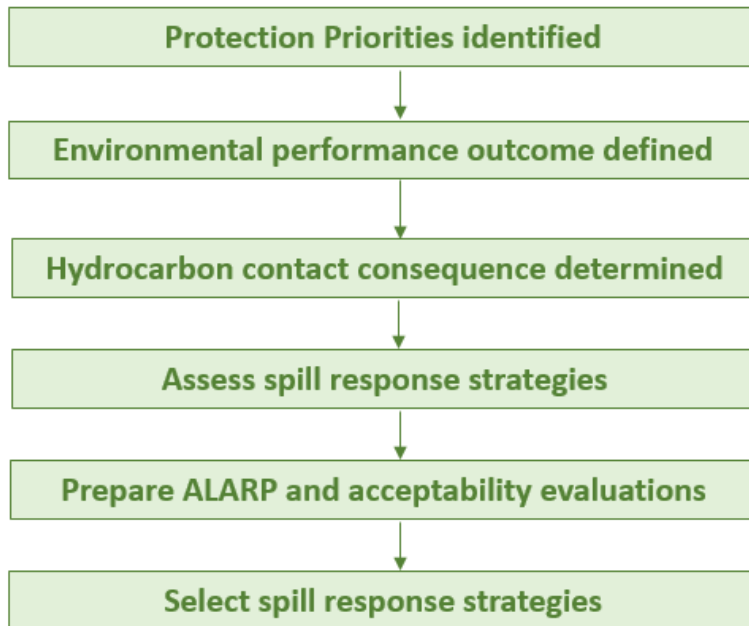 Protection Priorities identified
Environmental performance outcome defined
Hydrocarbon contact consequence determined
Assess spill response strategies
Prepare ALARP and acceptability evaluations
Select spill response strategies